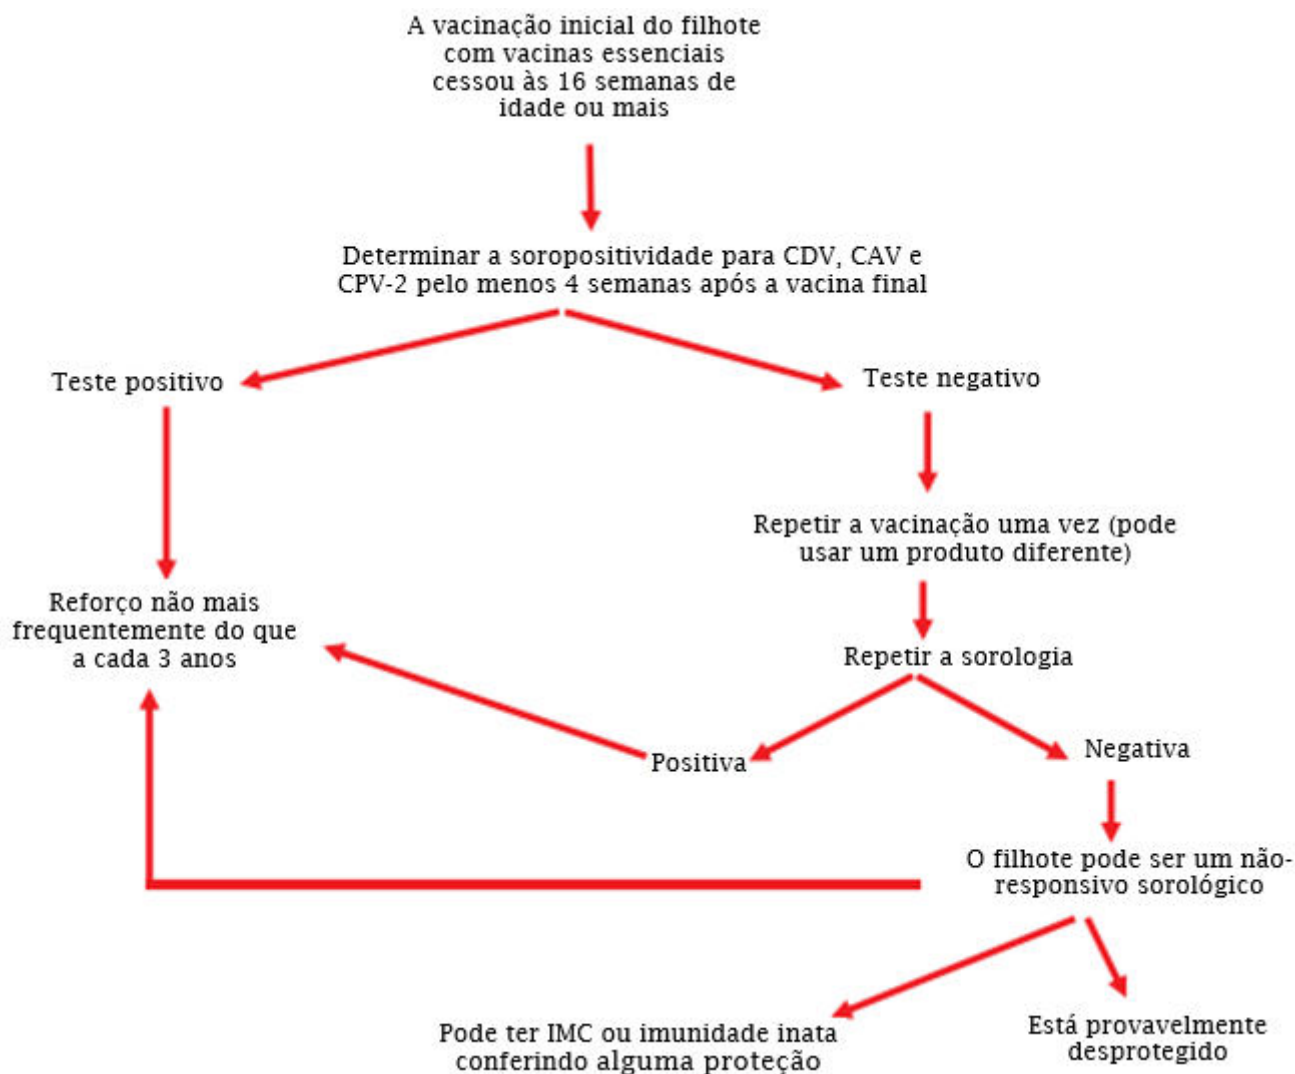 A vacinação inicial do filhote
com vacinas essenciais
cessou às 16 semanas de
idade ou mais
Determinar a soropositividade para CDV, CAV e
CPV-2 pelo menos 4 semanas após a vacina final
Teste positivo
Teste negativo
Repetir a vacinação uma vez (pode
usar um produto diferente)
Reforço não mais
frequentemente do que
a cada 3 anos
Repetir a sorologia
Positiva
Negativa
O filhote pode ser um não-
responsivo sorológico
Pode ter IMC ou imunidade inata
conferindo alguma proteção
Está provavelmente
desprotegido